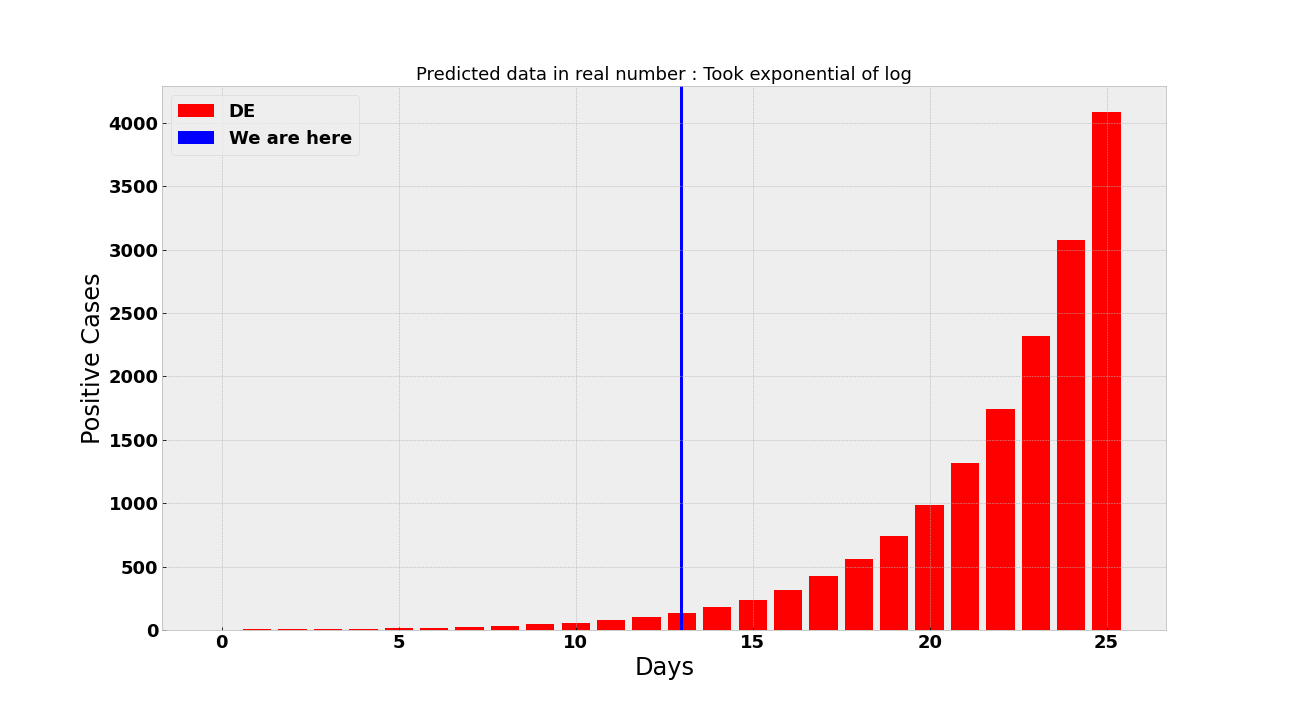 Predicted data in real number : Took exponential of log
DE
We are here
4000
3500
3000
2500
2000
1500
1000
500
0
Positive Cases
0 5 10 15 20 25
Days